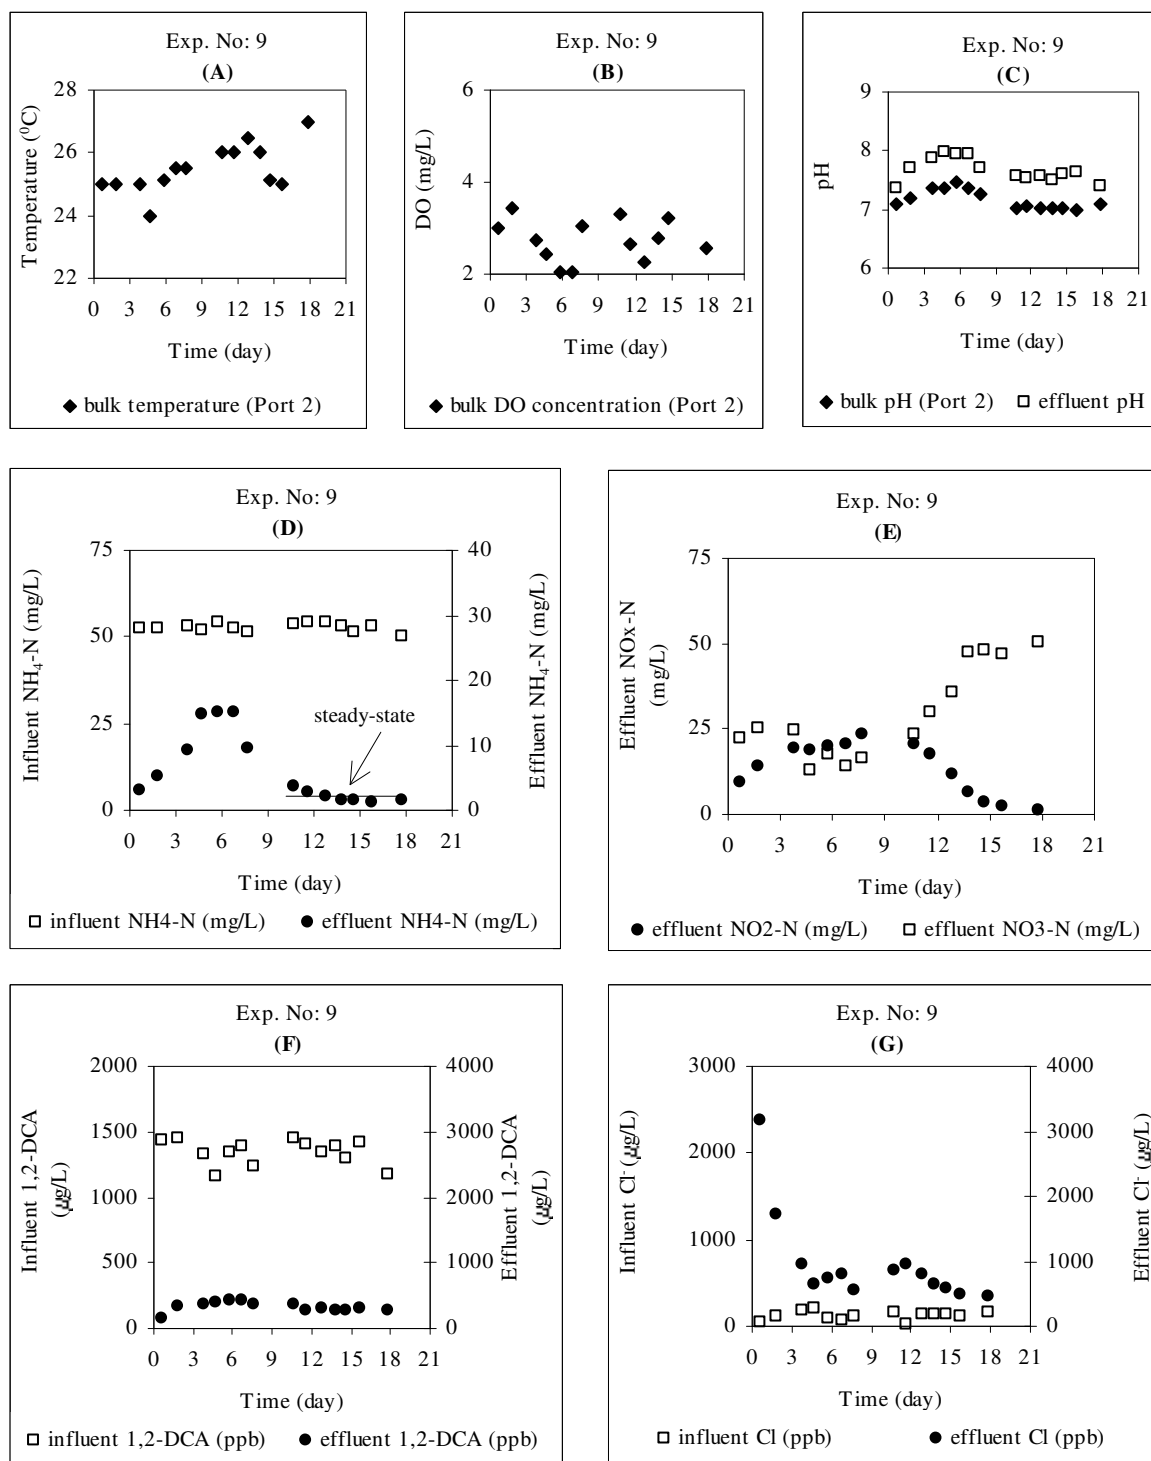 Exp. No: 9
(A)
Temperature (⁰C)
28
26
24
22
0 3 6 9 12 15 18 21
Time (day)
bulk temperature (Port 2)
Exp. No: 9
(B)
DO (mg/L)
6
4
2
0 3 6 9 12 15 18 21
Time (day)
bulk DO concentration (Port 2)
Exp. No: 9
(C)
pH
9
8
7
6
0 3 6 9 12 15 18 21
Time (day)
bulk pH (Port 2) effluent pH
Exp. No: 9
(D)
Influent NH₄-N (mg/L)
75
50
25
0
steady-state
40
30
20
10
0
Effluent NH₄-N (mg/L)
0 3 6 9 12 15 18 21
Time (day)
influent NH4-N (mg/L) effluent NH4-N (mg/L)
Exp. No: 9
(E)
Effluent NOx-N
(mg/L)
75
50
25
0
0 3 6 9 12 15 18 21
Time (day)
effluent NO2-N (mg/L) effluent NO3-N (mg/L)
Exp. No: 9
(F)
Influent 1,2-DCA
(µg/L)
2000
1500
1000
500
0
4000
3000
2000
1000
0
Effluent 1,2-DCA
(µg/L)
0 3 6 9 12 15 18 21
Time (day)
influent 1,2-DCA (ppb) effluent 1,2-DCA (ppb)
Exp. No: 9
(G)
Influent Cl⁻ (µg/L)
3000
2000
1000
0
4000
3000
2000
1000
0
Effluent Cl⁻ (µg/L)
0 3 6 9 12 15 18 21
Time (day)
influent Cl (ppb) effluent Cl (ppb)